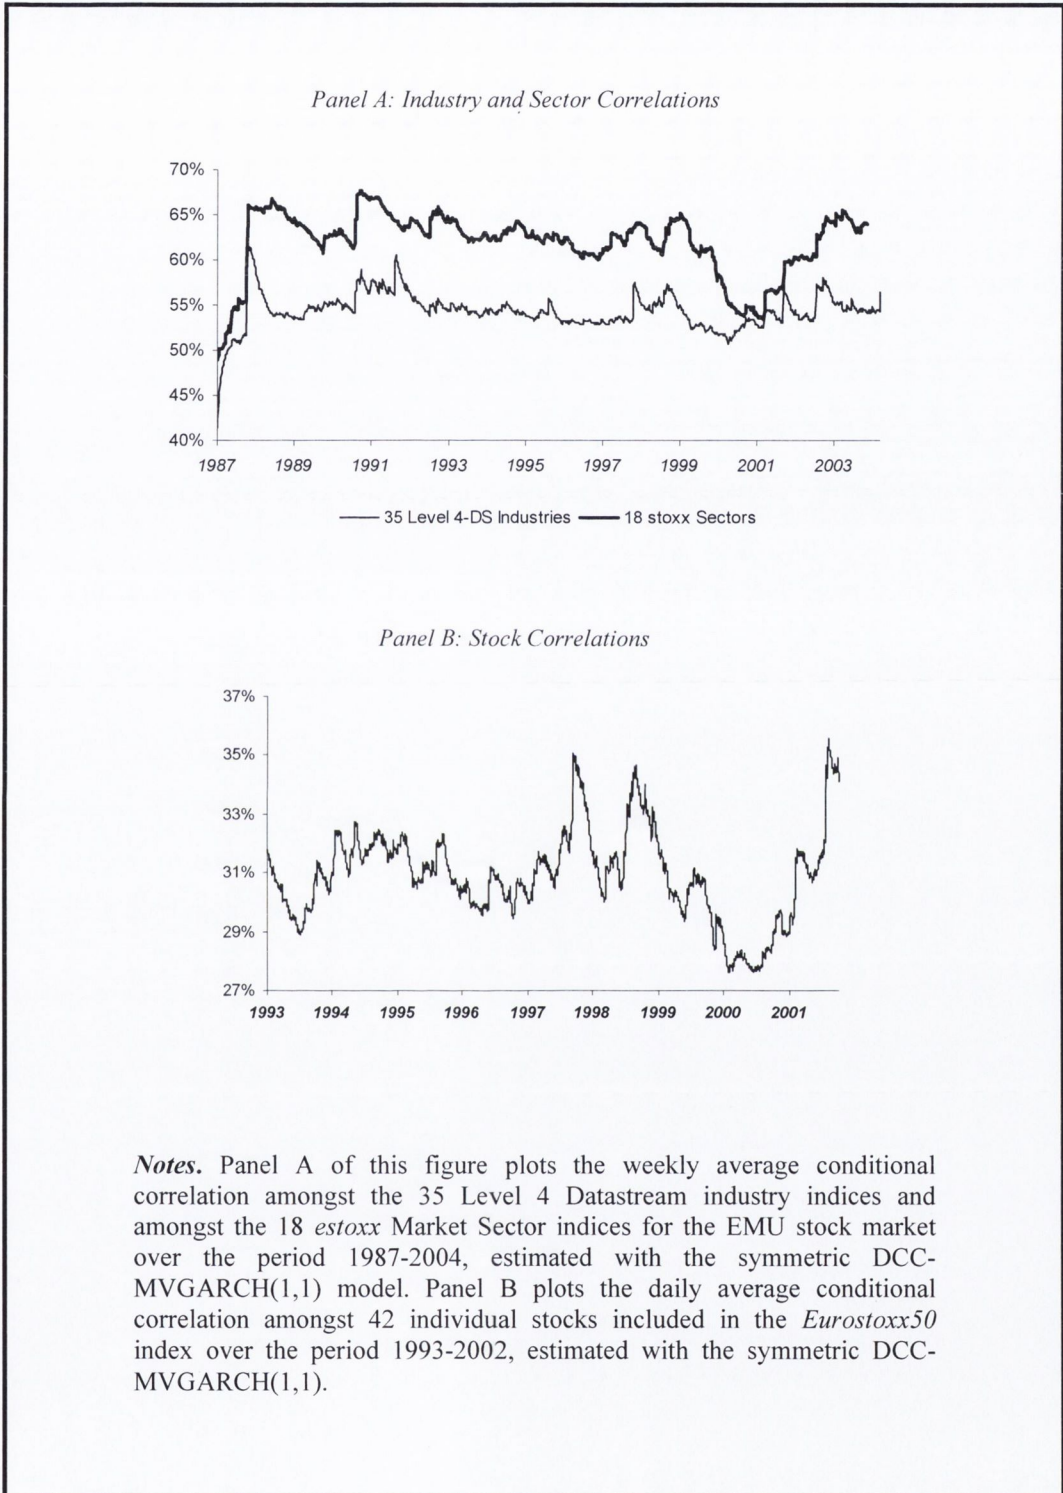 Panel A: Industry and Sector Correlations
70%
65%
60%
55%
50%
45%
40%
1987 1989 1991 1993 1995 1997 1999 2001 2003
35 Level 4-DS Industries 18 stoxx Sectors
Panel B: Stock Correlations
37%
35%
33%
31%
29%
27%
1993 1994 1995 1996 1997 1998 1999 2000 2001
Notes. Panel A of this figure plots the weekly average conditional
correlation amongst the 35 Level 4 Datastream industry indices and
amongst the 18 estoxx Market Sector indices for the EMU stock market
over the period 1987-2004, estimated with the symmetric DCC-
MVGARCH(1,1) model. Panel B plots the daily average conditional
correlation amongst 42 individual stocks included in the Eurostoxx50
index over the period 1993-2002, estimated with the symmetric DCC-
MVGARCH(1,1).